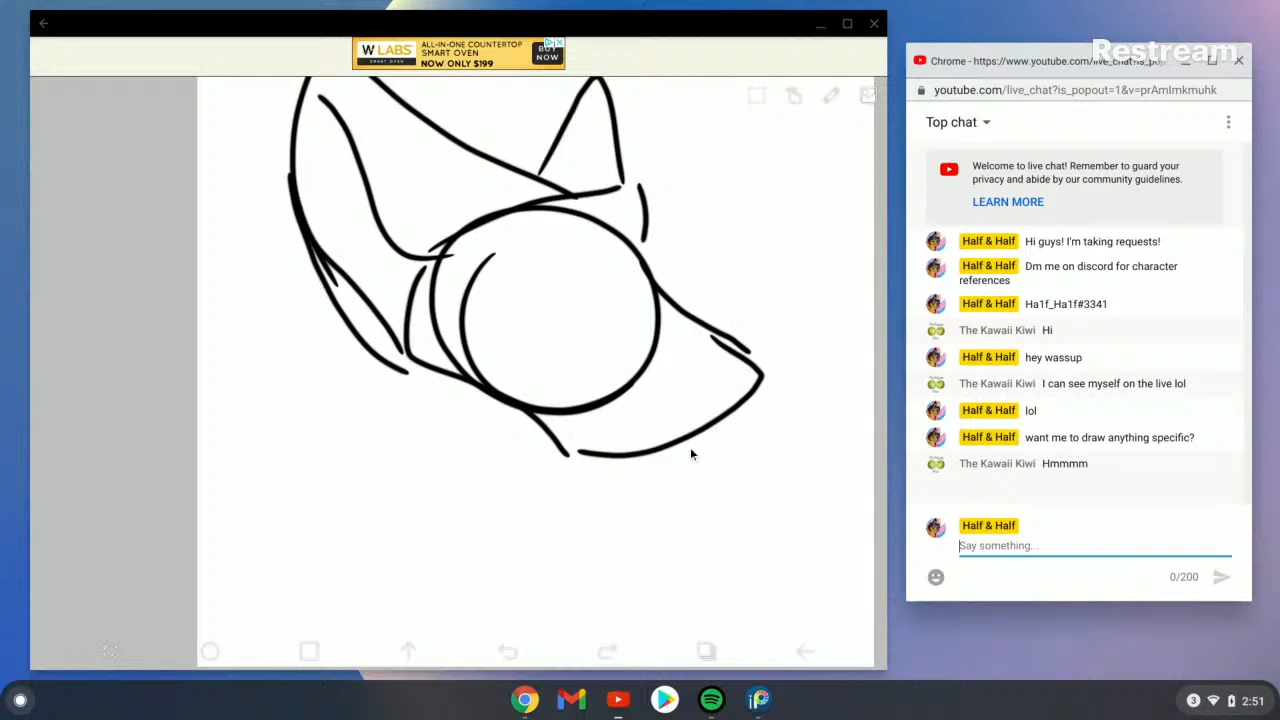 W LABS
SMART OVEN
ALL-IN-ONE COUNTERTOP
SMART OVEN
NOW ONLY $199
BUY
NOW
Restream
Chrome - https://www.youtube.com/live_chat?is_po
youtube.com/live_chat?is_popout=1&v=prAmImkmuhk
Top chat
Welcome to live chat! Remember to guard your
privacy and abide by our community guidelines.
LEARN MORE
Half & Half Hi guys! I'm taking requests!
Half & Half Dm me on discord for character
references
Half & Half Ha1f_Ha1f#3341
The Kawaii Kiwi Hi
Half & Half hey wassup
The Kawaii Kiwi I can see myself on the live lol
Half & Half lol
Half & Half want me to draw anything specific?
The Kawaii Kiwi Hmmmm
Half & Half
Say something...
0/200
3 2:51